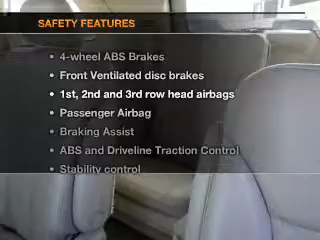 SAFETY FEATURES
• 4-wheel ABS Brakes
• Front Ventilated disc brakes
• 1st, 2nd and 3rd row head airbags
• Passenger Airbag
• Braking Assist
• ABS and Driveline Traction Control
• Stability control